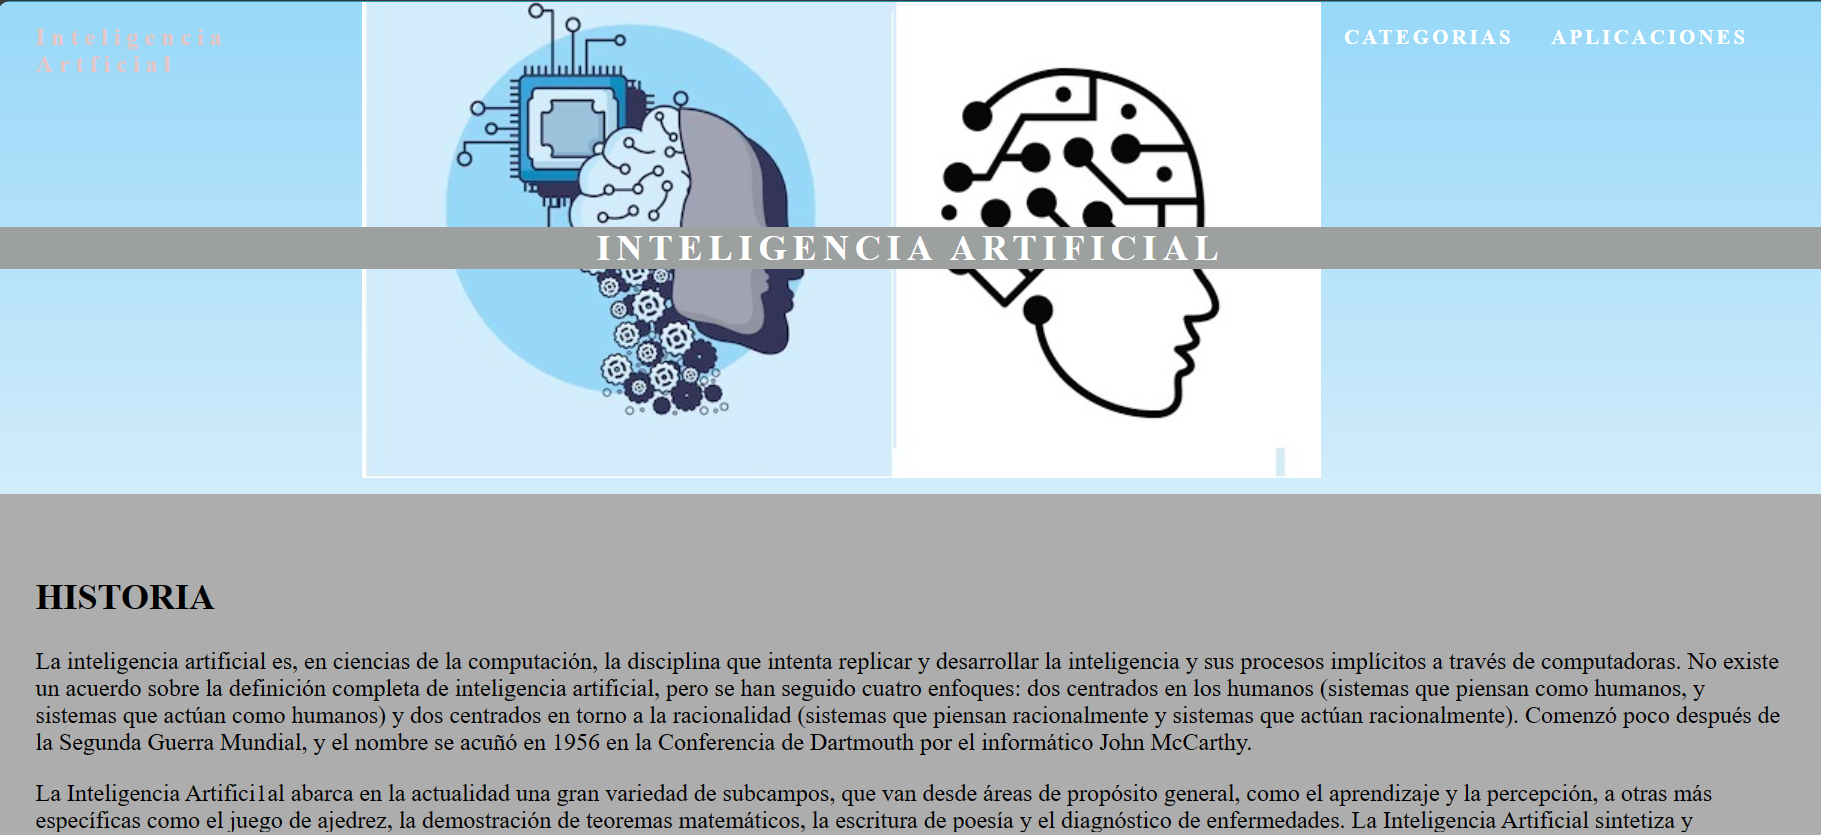 Inteligencia
Artficial
CATEGORIAS APLICACIONES
INTELIGENCIA ARTIFICIAL
HISTORIA
La inteligencia artificial es, en ciencias de la computación, la disciplina que intenta replicar y desarrollar la inteligencia y sus procesos implícitos a través de computadoras. No existe
un acuerdo sobre la definición completa de inteligencia artificial, pero se han seguido cuatro enfoques: dos centrados en los humanos (sistemas que piensan como humanos, y
sistemas que actúan como humanos) y dos centrados en torno a la racionalidad (sistemas que piensan racionalmente y sistemas que actúan racionalmente). Comenzó poco después de
la Segunda Guerra Mundial, y el nombre se acuñó en 1956 en la Conferencia de Dartmouth por el informático John McCarthy.
La Inteligencia Artifici1al abarca en la actualidad una gran variedad de subcampos, que van desde áreas de propósito general, como el aprendizaje y la percepción, a otras más
específicas como el juego de ajedrez, la demostración de teoremas matemáticos, la escritura de poesía y el diagnóstico de enfermedades. La Inteligencia Artificial sintetiza y